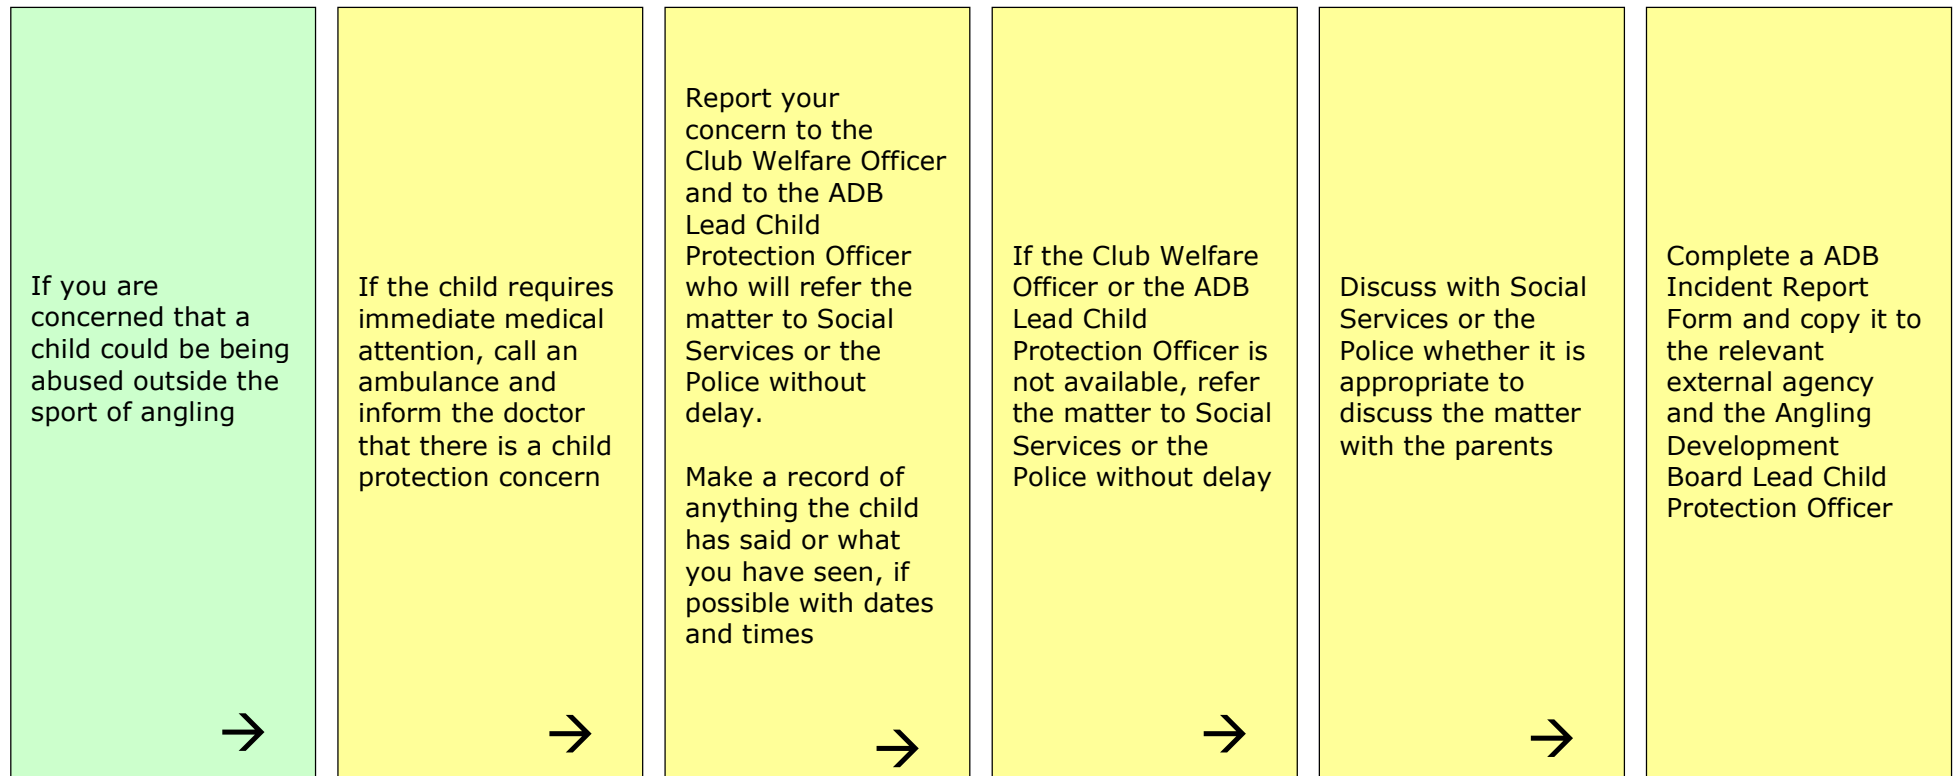 If you are
concerned that a
child could be being
abused outside the
sport of angling
→
If the child requires
immediate medical
attention, call an
ambulance and
inform the doctor
that there is a child
protection concern
→
Report your
concern to the
Club Welfare Officer
and to the ADB
Lead Child
Protection Officer
who will refer the
matter to Social
Services or the
Police without
delay.
Make a record of
anything the child
has said or what
you have seen, if
possible with dates
and times
→
If the Club Welfare
Officer or the ADB
Lead Child
Protection Officer is
not available, refer
the matter to Social
Services or the
Police without delay
→
Discuss with Social
Services or the
Police whether it is
appropriate to
discuss the matter
with the parents
→
Complete a ADB
Incident Report
Form and copy it to
the relevant
external agency
and the Angling
Development
Board Lead Child
Protection Officer